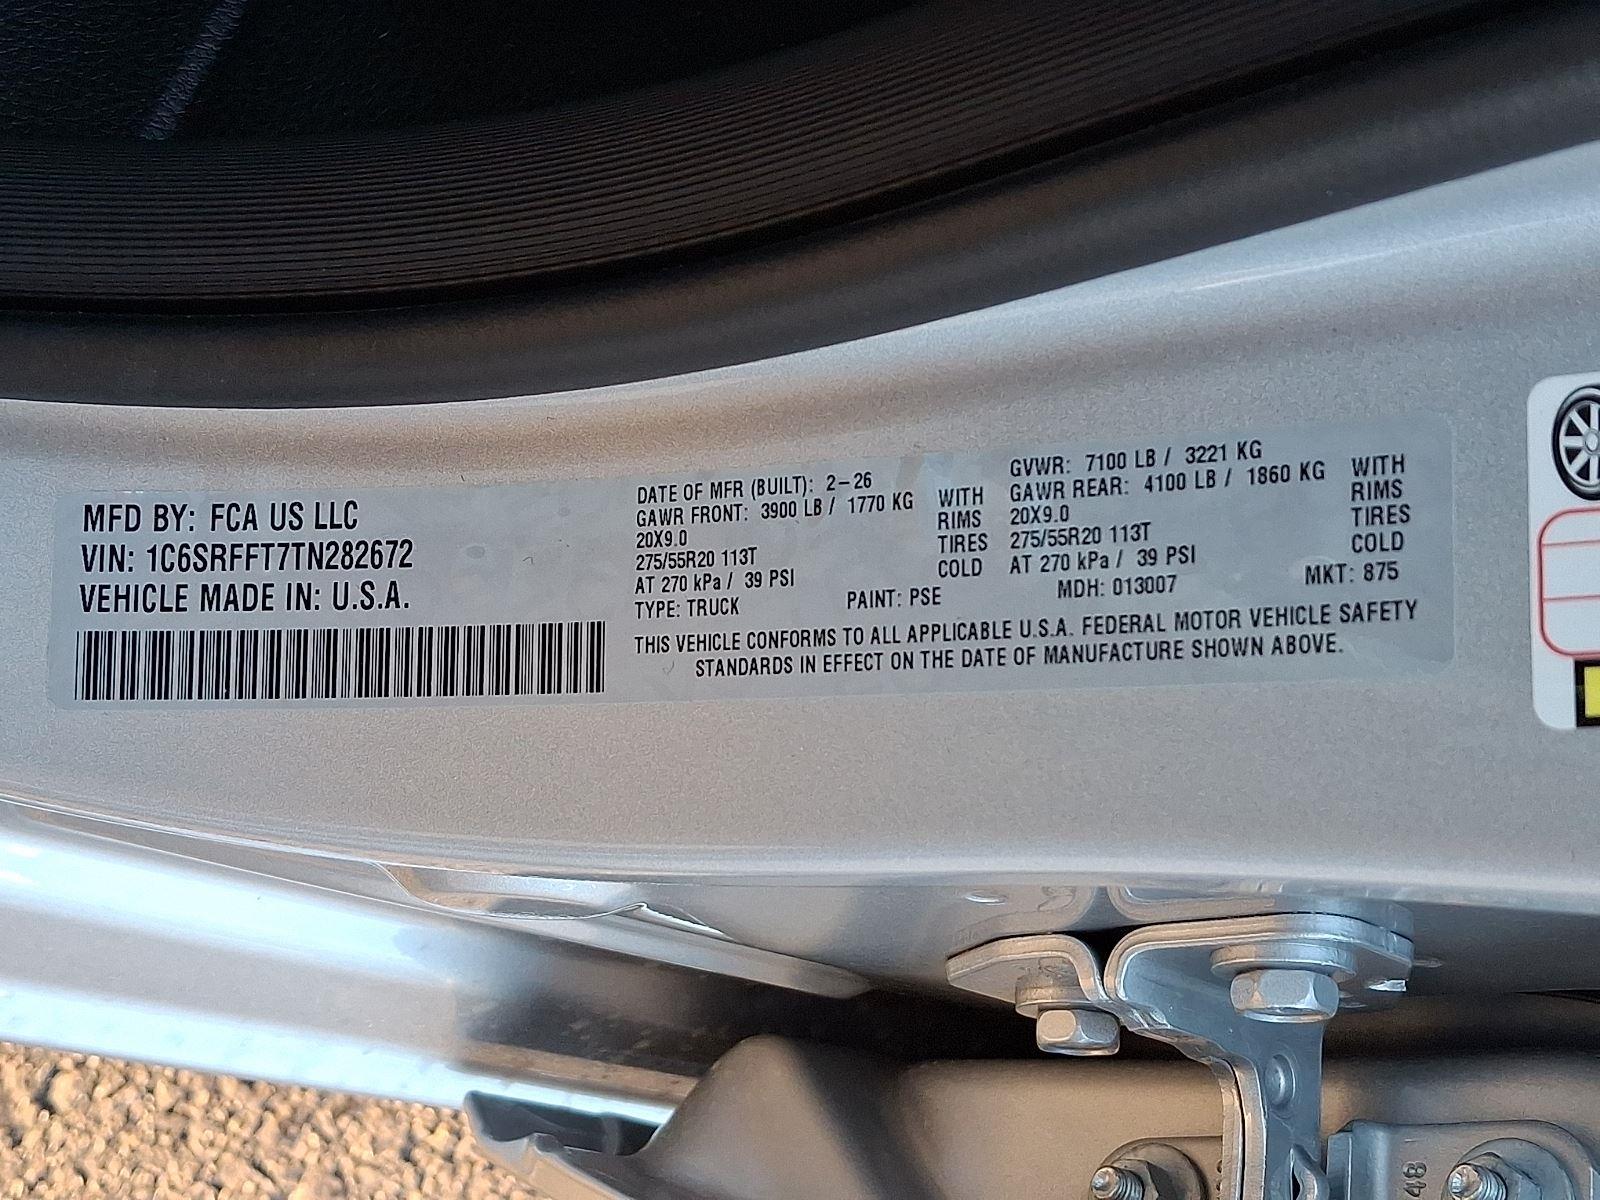 MFD BY: FCA US LLC
VIN: 1C6SRFFT7TN282672
VEHICLE MADE IN: U.S.A.
DATE OF MFR (BUILT): 2-26
GAWR FRONT: 3900 LB / 1770 KG WITH
20X9.0 RIMS
275/55R20 113T TIRES
AT 270 kPa / 39 PSI COLD
TYPE: TRUCK PAINT: PSE
GVWR: 7100 LB / 3221 KG
GAWR REAR: 4100 LB / 1860 KG WITH
20X9.0 RIMS
275/55R20 113T TIRES
AT 270 kPa / 39 PSI COLD
MDH: 013007 MKT: 875
THIS VEHICLE CONFORMS TO ALL APPLICABLE U.S.A. FEDERAL MOTOR VEHICLE SAFETY
STANDARDS IN EFFECT ON THE DATE OF MANUFACTURE SHOWN ABOVE.
48